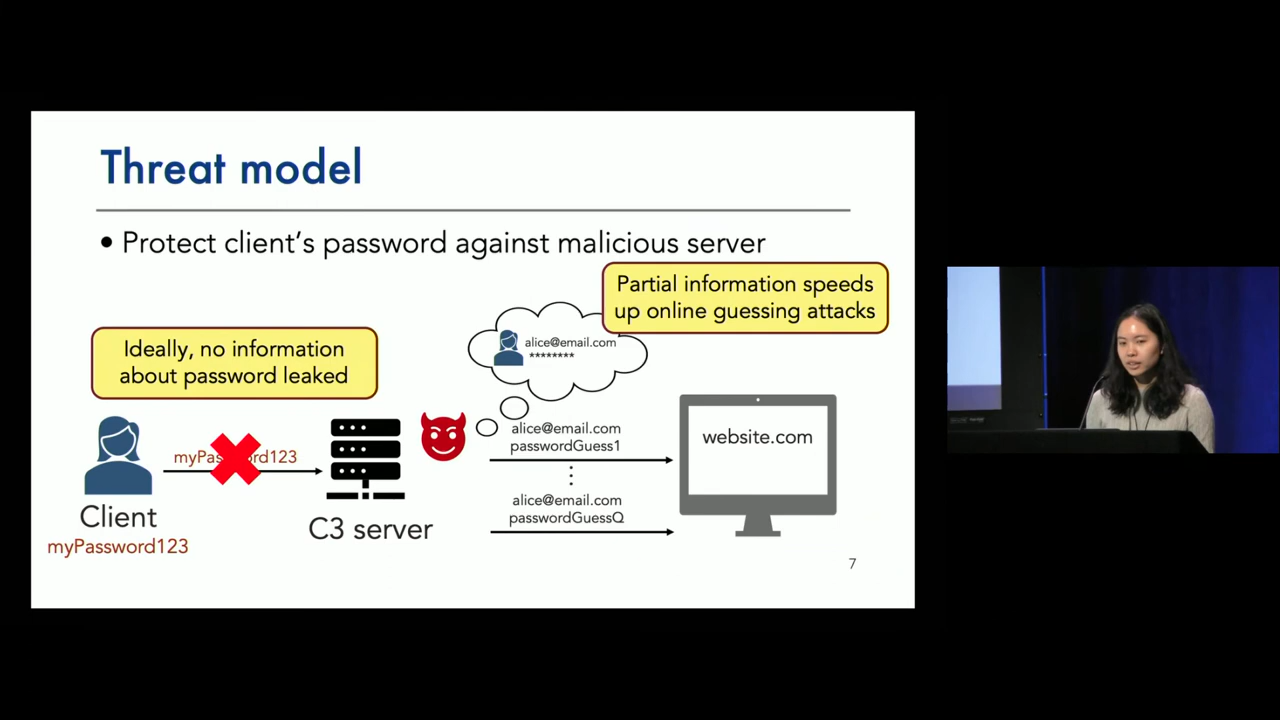 Threat model
• Protect client's password against malicious server
Partial information speeds
up online guessing attacks
Ideally, no information
about password leaked
alice@email.com
********
alice@email.com
passwordGuess1
website.com
myPassword123
alice@email.com
passwordGuessQ
Client
C3 server
myPassword123
7